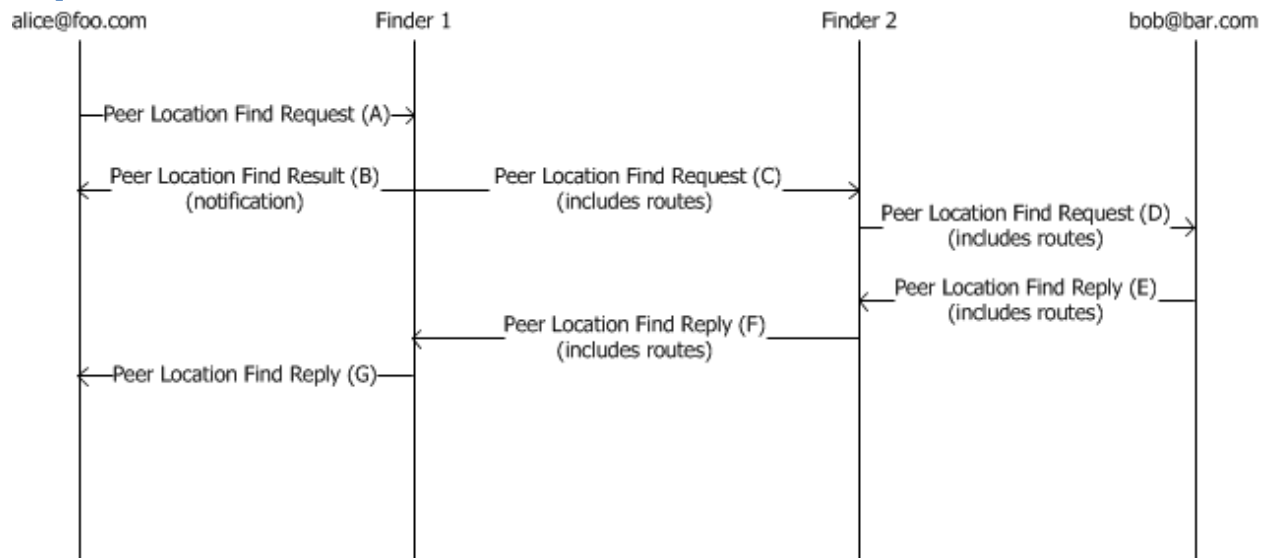 alice@foo.com
Finder 1
Finder 2
bob@bar.com
Peer Location Find Request (A)
Peer Location Find Result (B)
(notification)
Peer Location Find Request (C)
(includes routes)
Peer Location Find Request (D)
(includes routes)
Peer Location Find Reply (E)
(includes routes)
Peer Location Find Reply (F)
(includes routes)
Peer Location Find Reply (G)